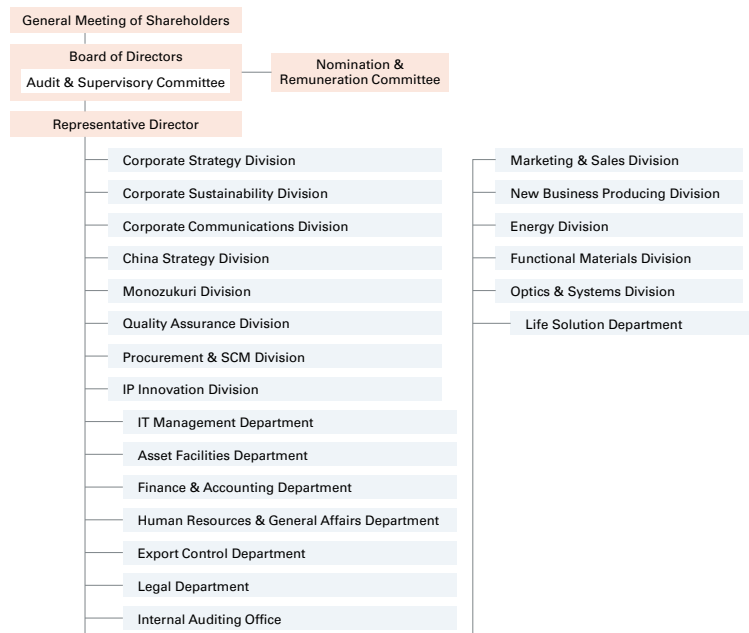 General Meeting of Shareholders
Board of Directors
Audit & Supervisory Committee
Nomination &
Remuneration Committee
Representative Director
Corporate Strategy Division
Corporate Sustainability Division
Corporate Communications Division
China Strategy Division
Monozukuri Division
Quality Assurance Division
Procurement & SCM Division
IP Innovation Division
IT Management Department
Asset Facilities Department
Finance & Accounting Department
Human Resources & General Affairs Department
Export Control Department
Legal Department
Internal Auditing Office
Marketing & Sales Division
New Business Producing Division
Energy Division
Functional Materials Division
Optics & Systems Division
Life Solution Department